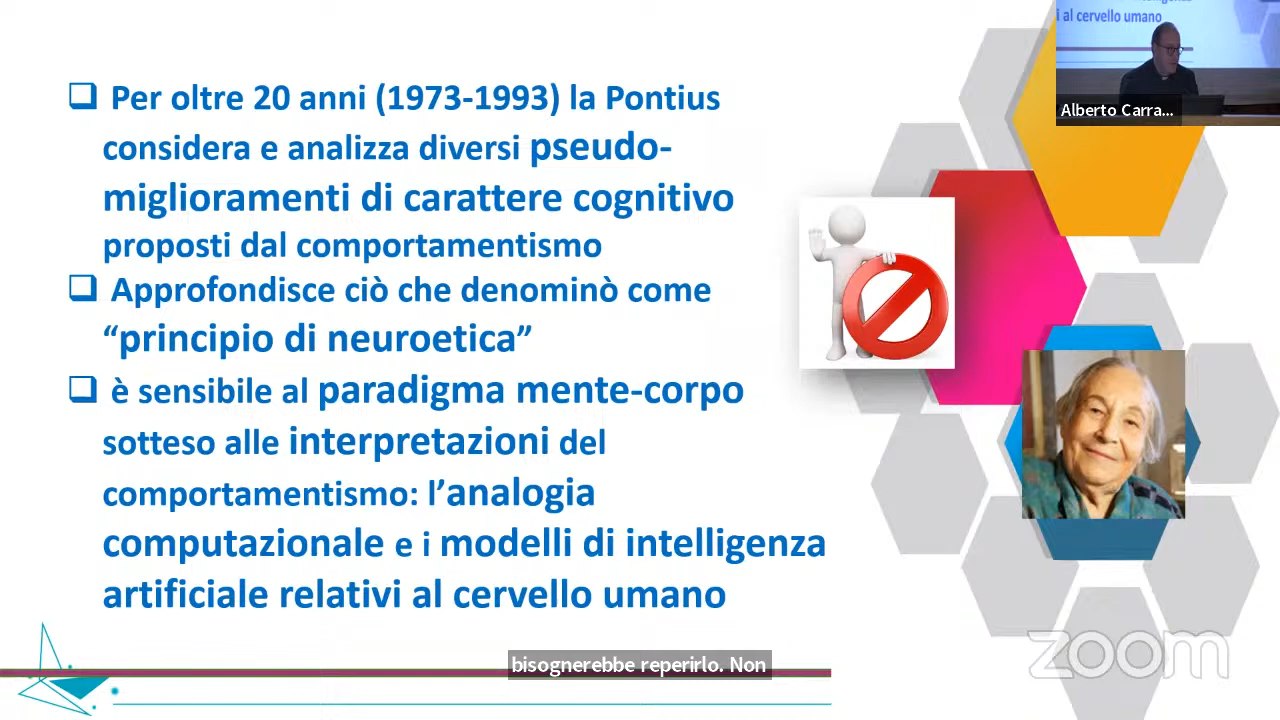 ❑ Per oltre 20 anni (1973-1993) la Pontius
considera e analizza diversi pseudo-
miglioramenti di carattere cognitivo
proposti dal comportamentismo
❑ Approfondisce ciò che denominò come
“principio di neuroetica”
❑ è sensibile al paradigma mente-corpo
sotteso alle interpretazioni del
comportamentismo: l’analogia
computazionale e i modelli di intelligenza
artificiale relativi al cervello umano
i al cervello umano
Alberto Carra...
bisognerebbe reperirlo. Non
zoom